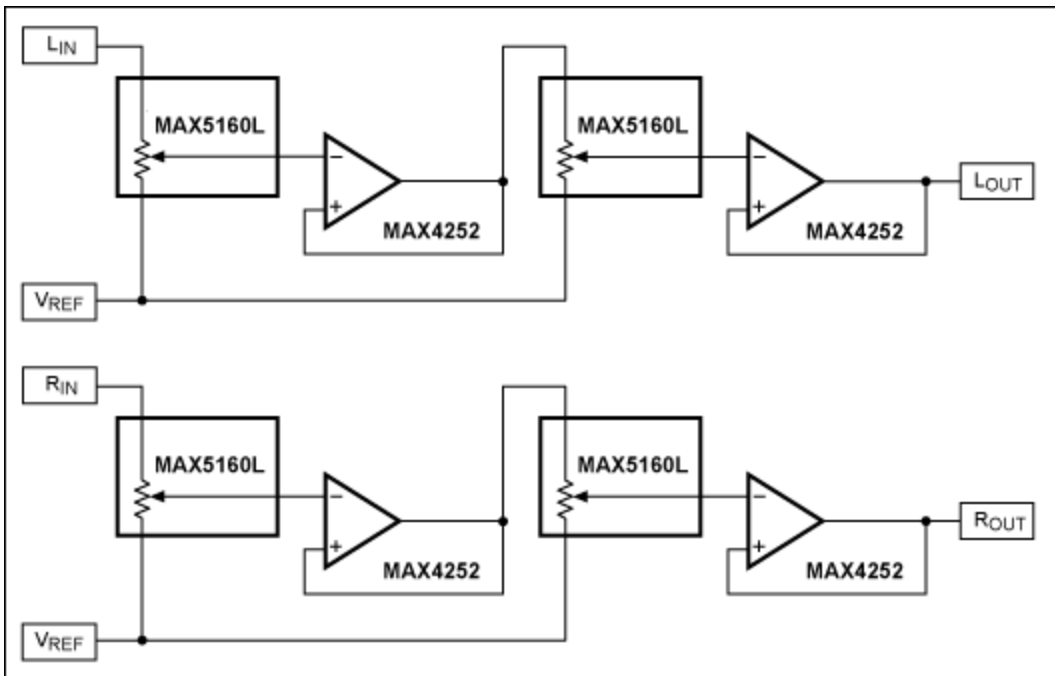 LIN
MAX5160L
MAX5160L
−
−
LOUT
+
+
MAX4252
MAX4252
VREF
RIN
MAX5160L
MAX5160L
−
−
ROUT
+
+
MAX4252
MAX4252
VREF